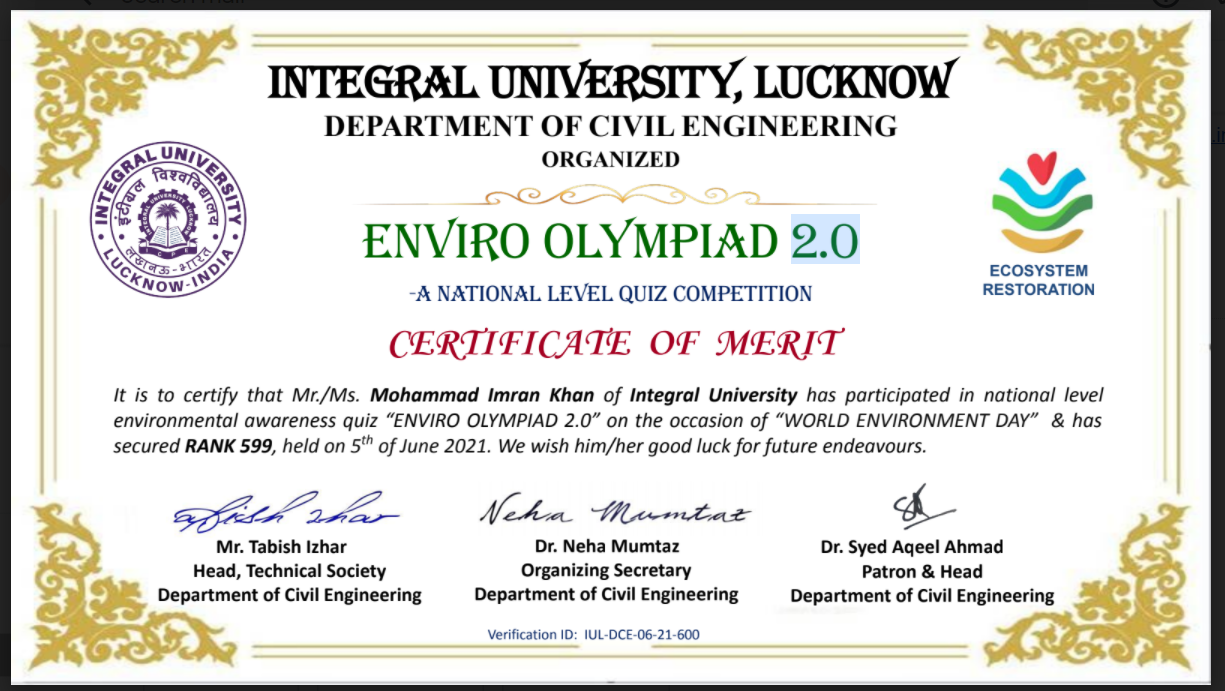 INTEGRAL UNIVERSITY, LUCKNOW
DEPARTMENT OF CIVIL ENGINEERING
ORGANIZED
INTEGRAL UNIVERSITY
इंटीग्रल विश्वविद्यालय
लखनऊ-भारत
LUCKNOW-INDIA
ENVIRO OLYMPIAD 2.0
-A NATIONAL LEVEL QUIZ COMPETITION
ECOSYSTEM
RESTORATION
CERTIFICATE OF MERIT
It is to certify that Mr./Ms. Mohammad Imran Khan of Integral University has participated in national level
environmental awareness quiz “ENVIRO OLYMPIAD 2.0” on the occasion of “WORLD ENVIRONMENT DAY” & has
secured RANK 599, held on 5th of June 2021. We wish him/her good luck for future endeavours.
Neha Mumtaz
Mr. Tabish Izhar
Head, Technical Society
Department of Civil Engineering
Dr. Neha Mumtaz
Organizing Secretary
Department of Civil Engineering
Dr. Syed Aqeel Ahmad
Patron & Head
Department of Civil Engineering
Verification ID: IUL-DCE-06-21-600